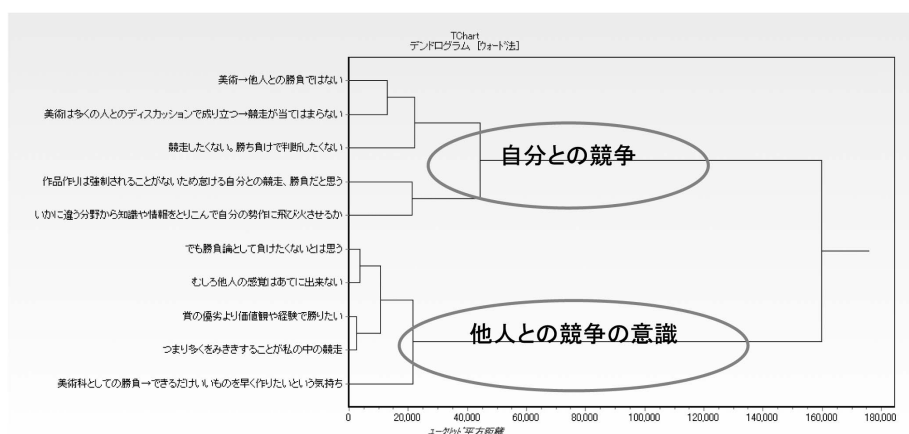 TChart
デンドログラム [ウォード法]
美術→他人との勝負ではない
美術は多くの人とのディスカッションで成り立つ→競走が当てはまらない
競走したくない。勝ち負けで判断したくない
作品作りは強制されることがないため怠ける自分との競走、勝負だと思う
いかに違う分野から知識や情報をとりこんで自分の勢作に飛び火させるか
でも勝負論として負けたくないとは思う
むしろ他人の感覚はあてに出来ない
賞の優劣より価値観や経験で勝りたい
つまり多くをみききすることが私の中の競走
美術科としての勝負→できるだけいいものを早く作りたいという気持ち
自分との競争
他人との競争の意識
0 20,000 40,000 60,000 80,000 100,000 120,000 140,000 160,000 180,000
ユークリッド平方距離